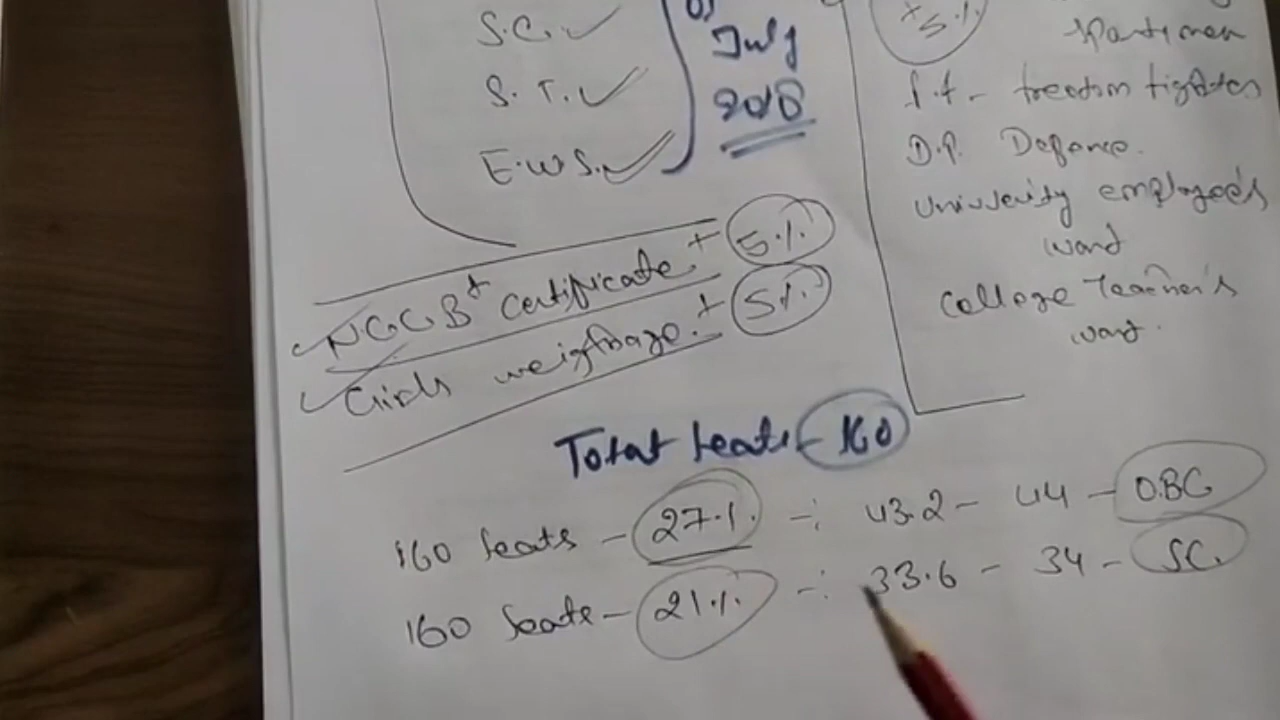 S.C.
S.T.
E.W.S.
July
2018
+5%
Sportsmen
f.f - freedom fighters
D.P. Defence.
University employee's
ward
College Teacher's
ward.
NCC B+ Certificate + 5%
Girls weightage + 5%
Total seats - 160
160 seats - 27% -: 43.2 - 44 - OBC
160 seats - 21% -: 33.6 - 34 - SC.